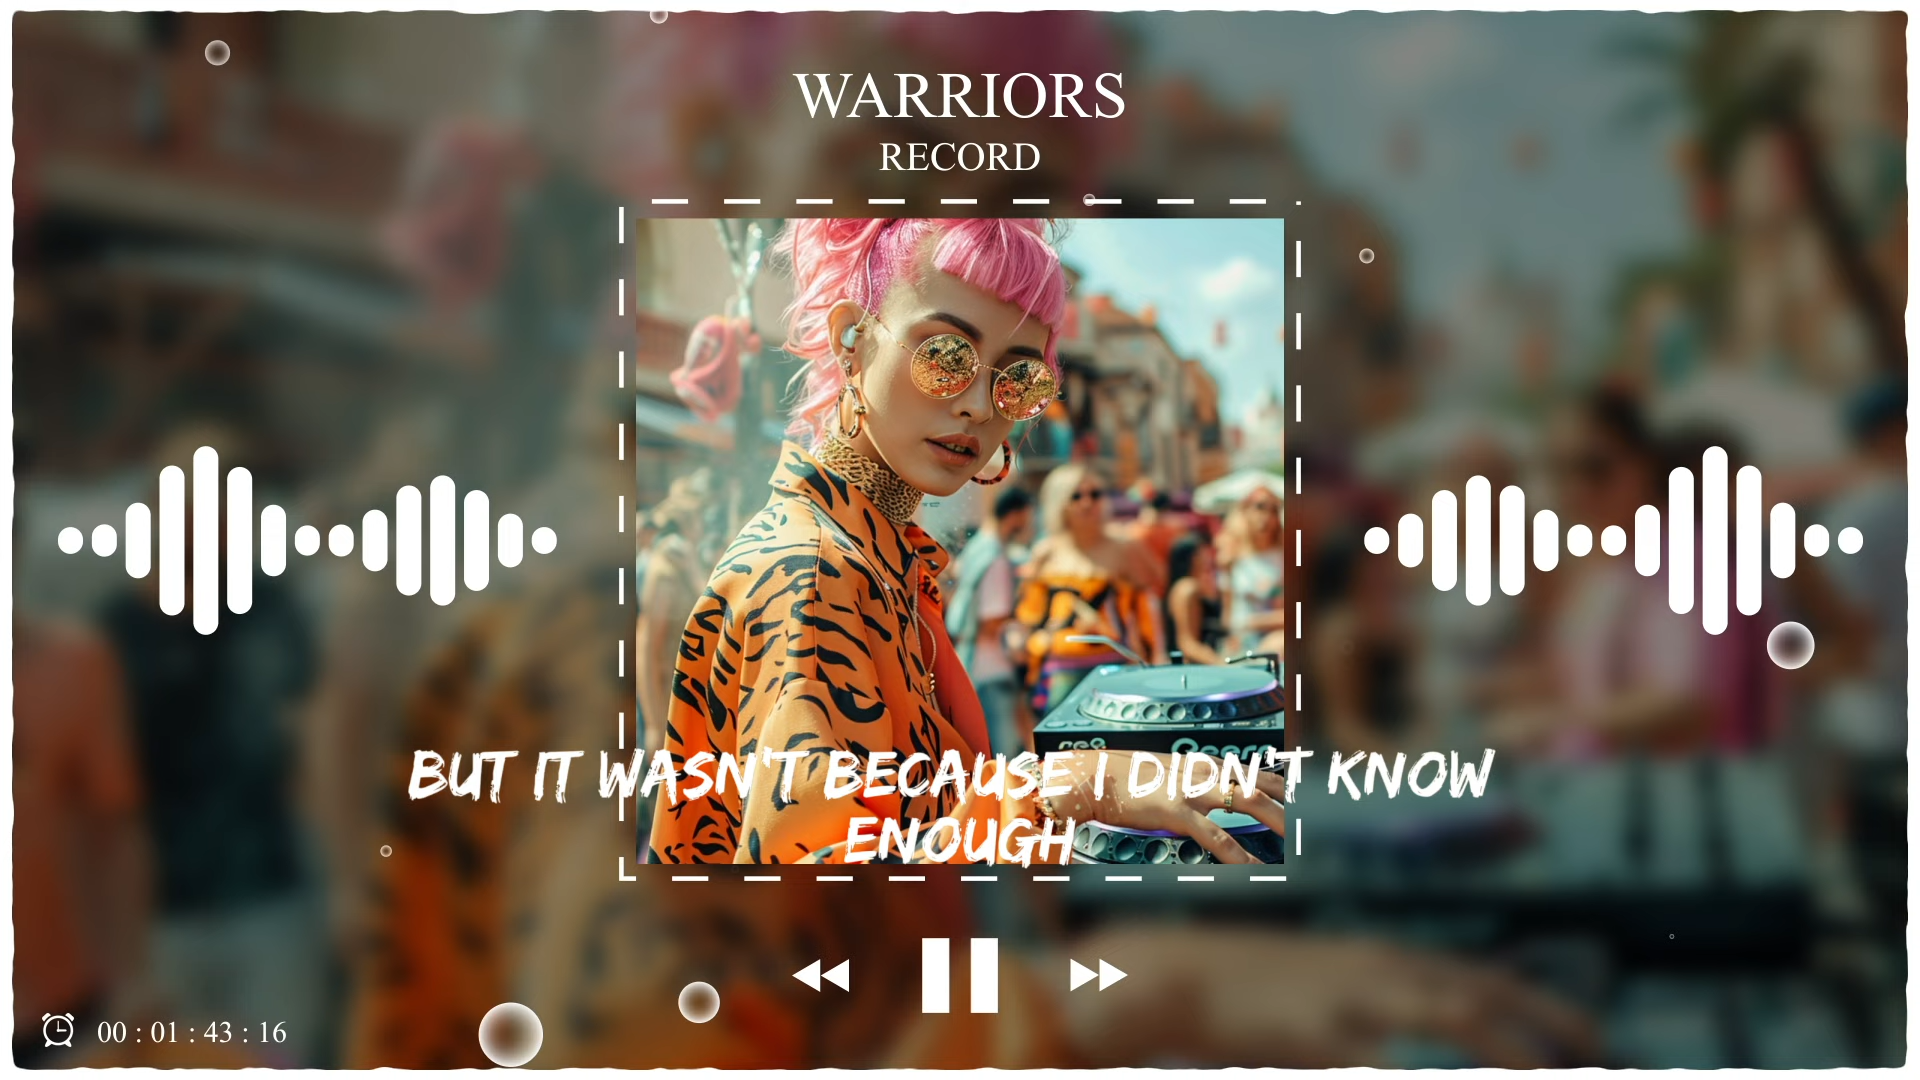 WARRIORS
RECORD
BUT IT WASN'T BECAUSE I DIDN'T KNOW
ENOUGH
00 : 01 : 43 : 16